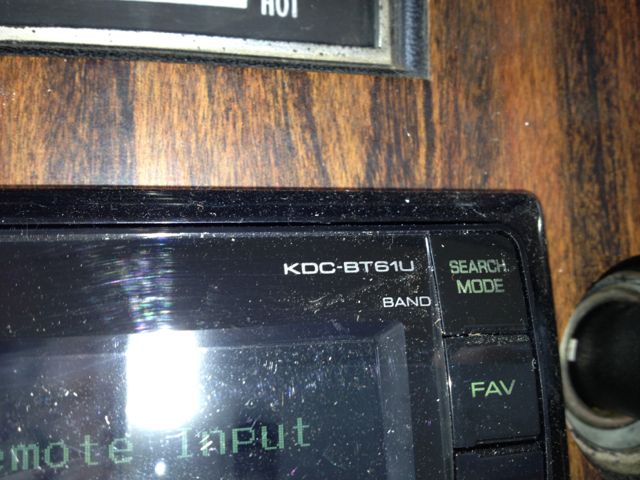 HOT
KDC-BT61U
SEARCH
MODE
BAND
FAV
emote Input